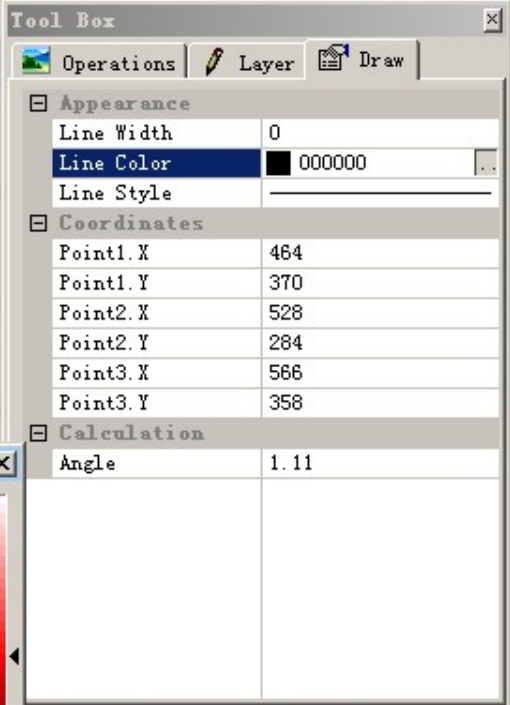 Tool Box
Operations Layer Draw
Appearance
Line Width 0
Line Color 000000 ..
Line Style
Coordinates
Point1.X 464
Point1.Y 370
Point2.X 528
Point2.Y 284
Point3.X 566
Point3.Y 358
Calculation
Angle 1.11